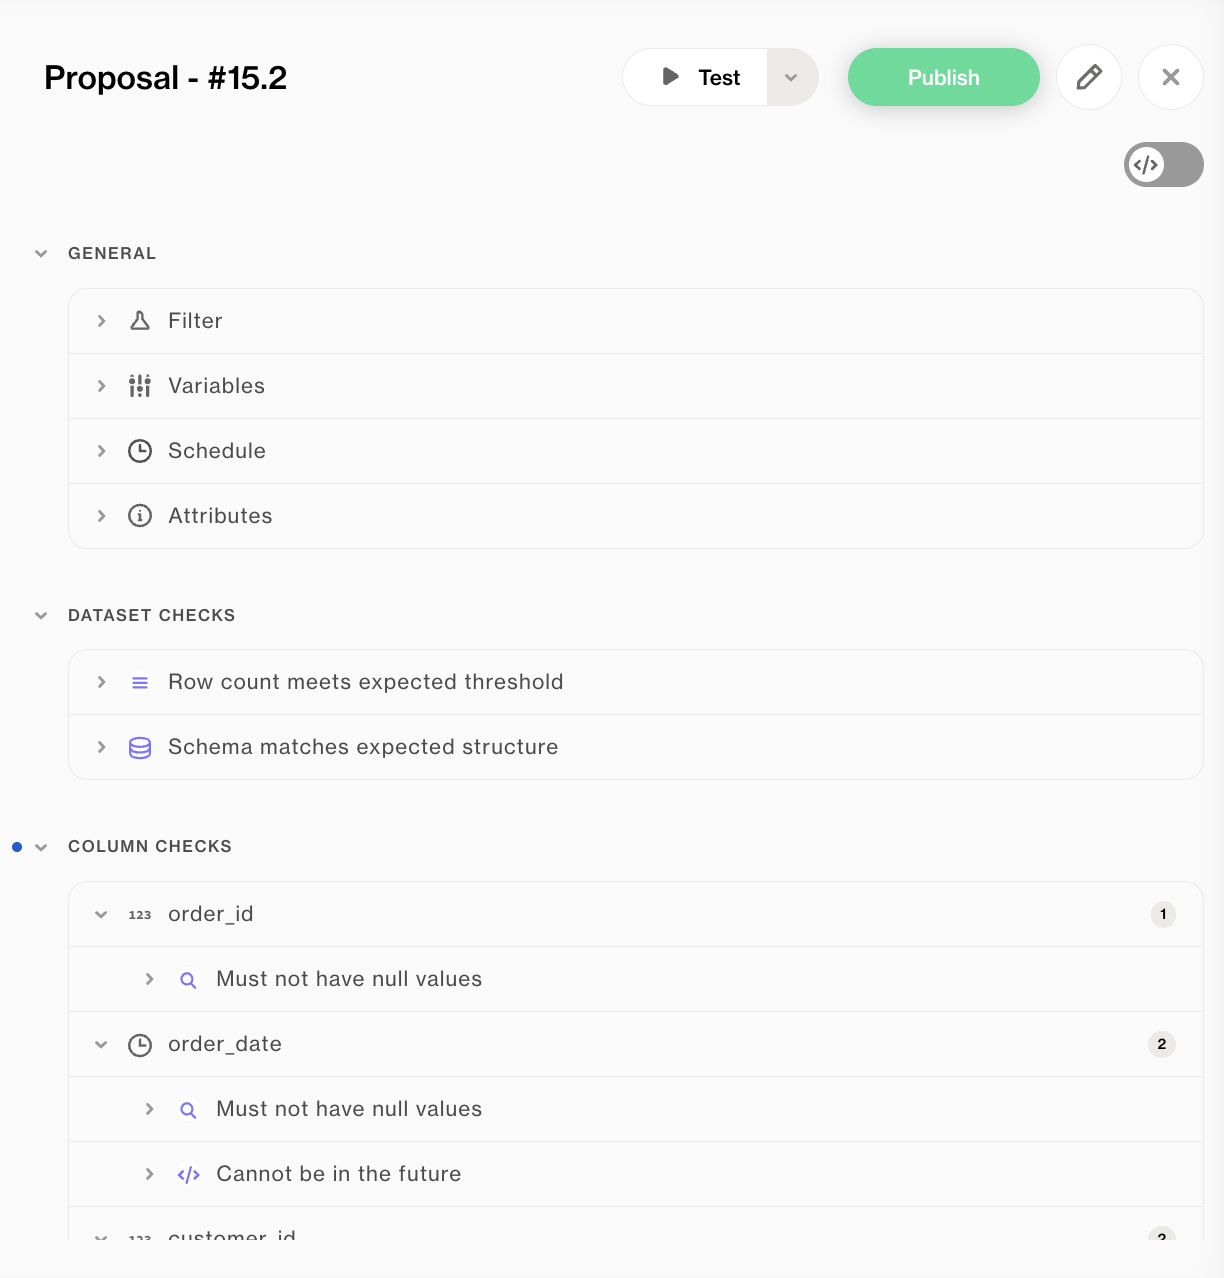 Proposal - #15.2
Test
Publish
</>
GENERAL
Filter
Variables
Schedule
Attributes
DATASET CHECKS
Row count meets expected threshold
Schema matches expected structure
COLUMN CHECKS
123 order_id 1
Must not have null values
order_date 2
Must not have null values
</> Cannot be in the future
123 customer_id